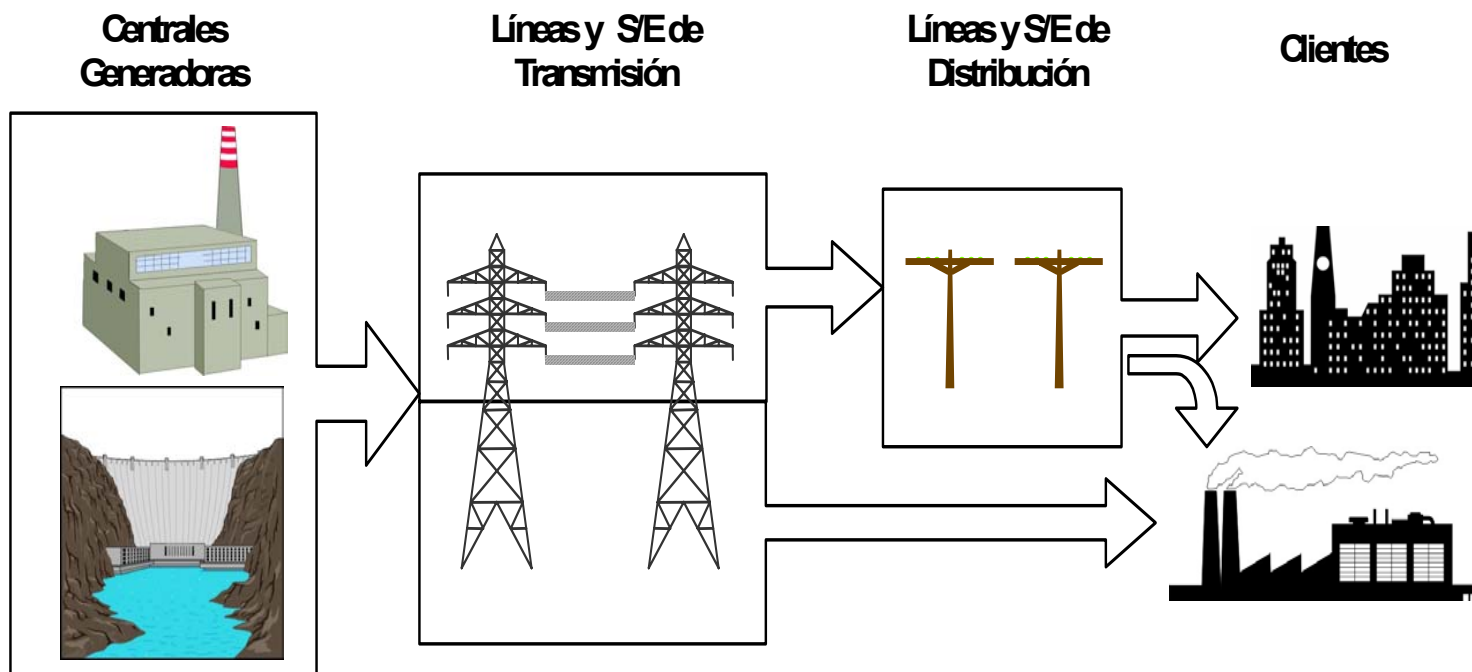 Centrales
Generadoras
Líneas y S/E de
Transmisión
Líneas y S/E de
Distribución
Clientes